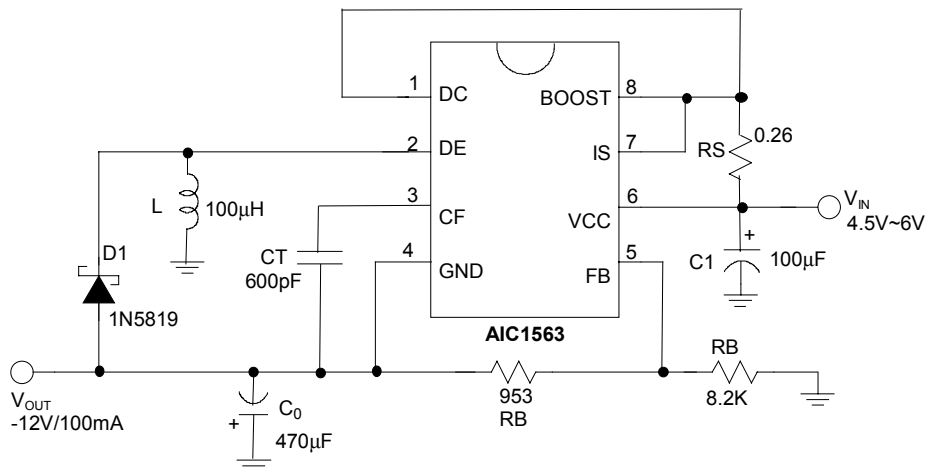 1
DC
BOOST
8
2
DE
IS
7
RS
0.26
3
CF
VCC
6
V_IN
4.5V~6V
L
100μH
CT
600pF
4
GND
FB
5
C1
+
100μF
D1
1N5819
AIC1563
953
RB
RB
8.2K
V_OUT
-12V/100mA
C_0
+
470μF